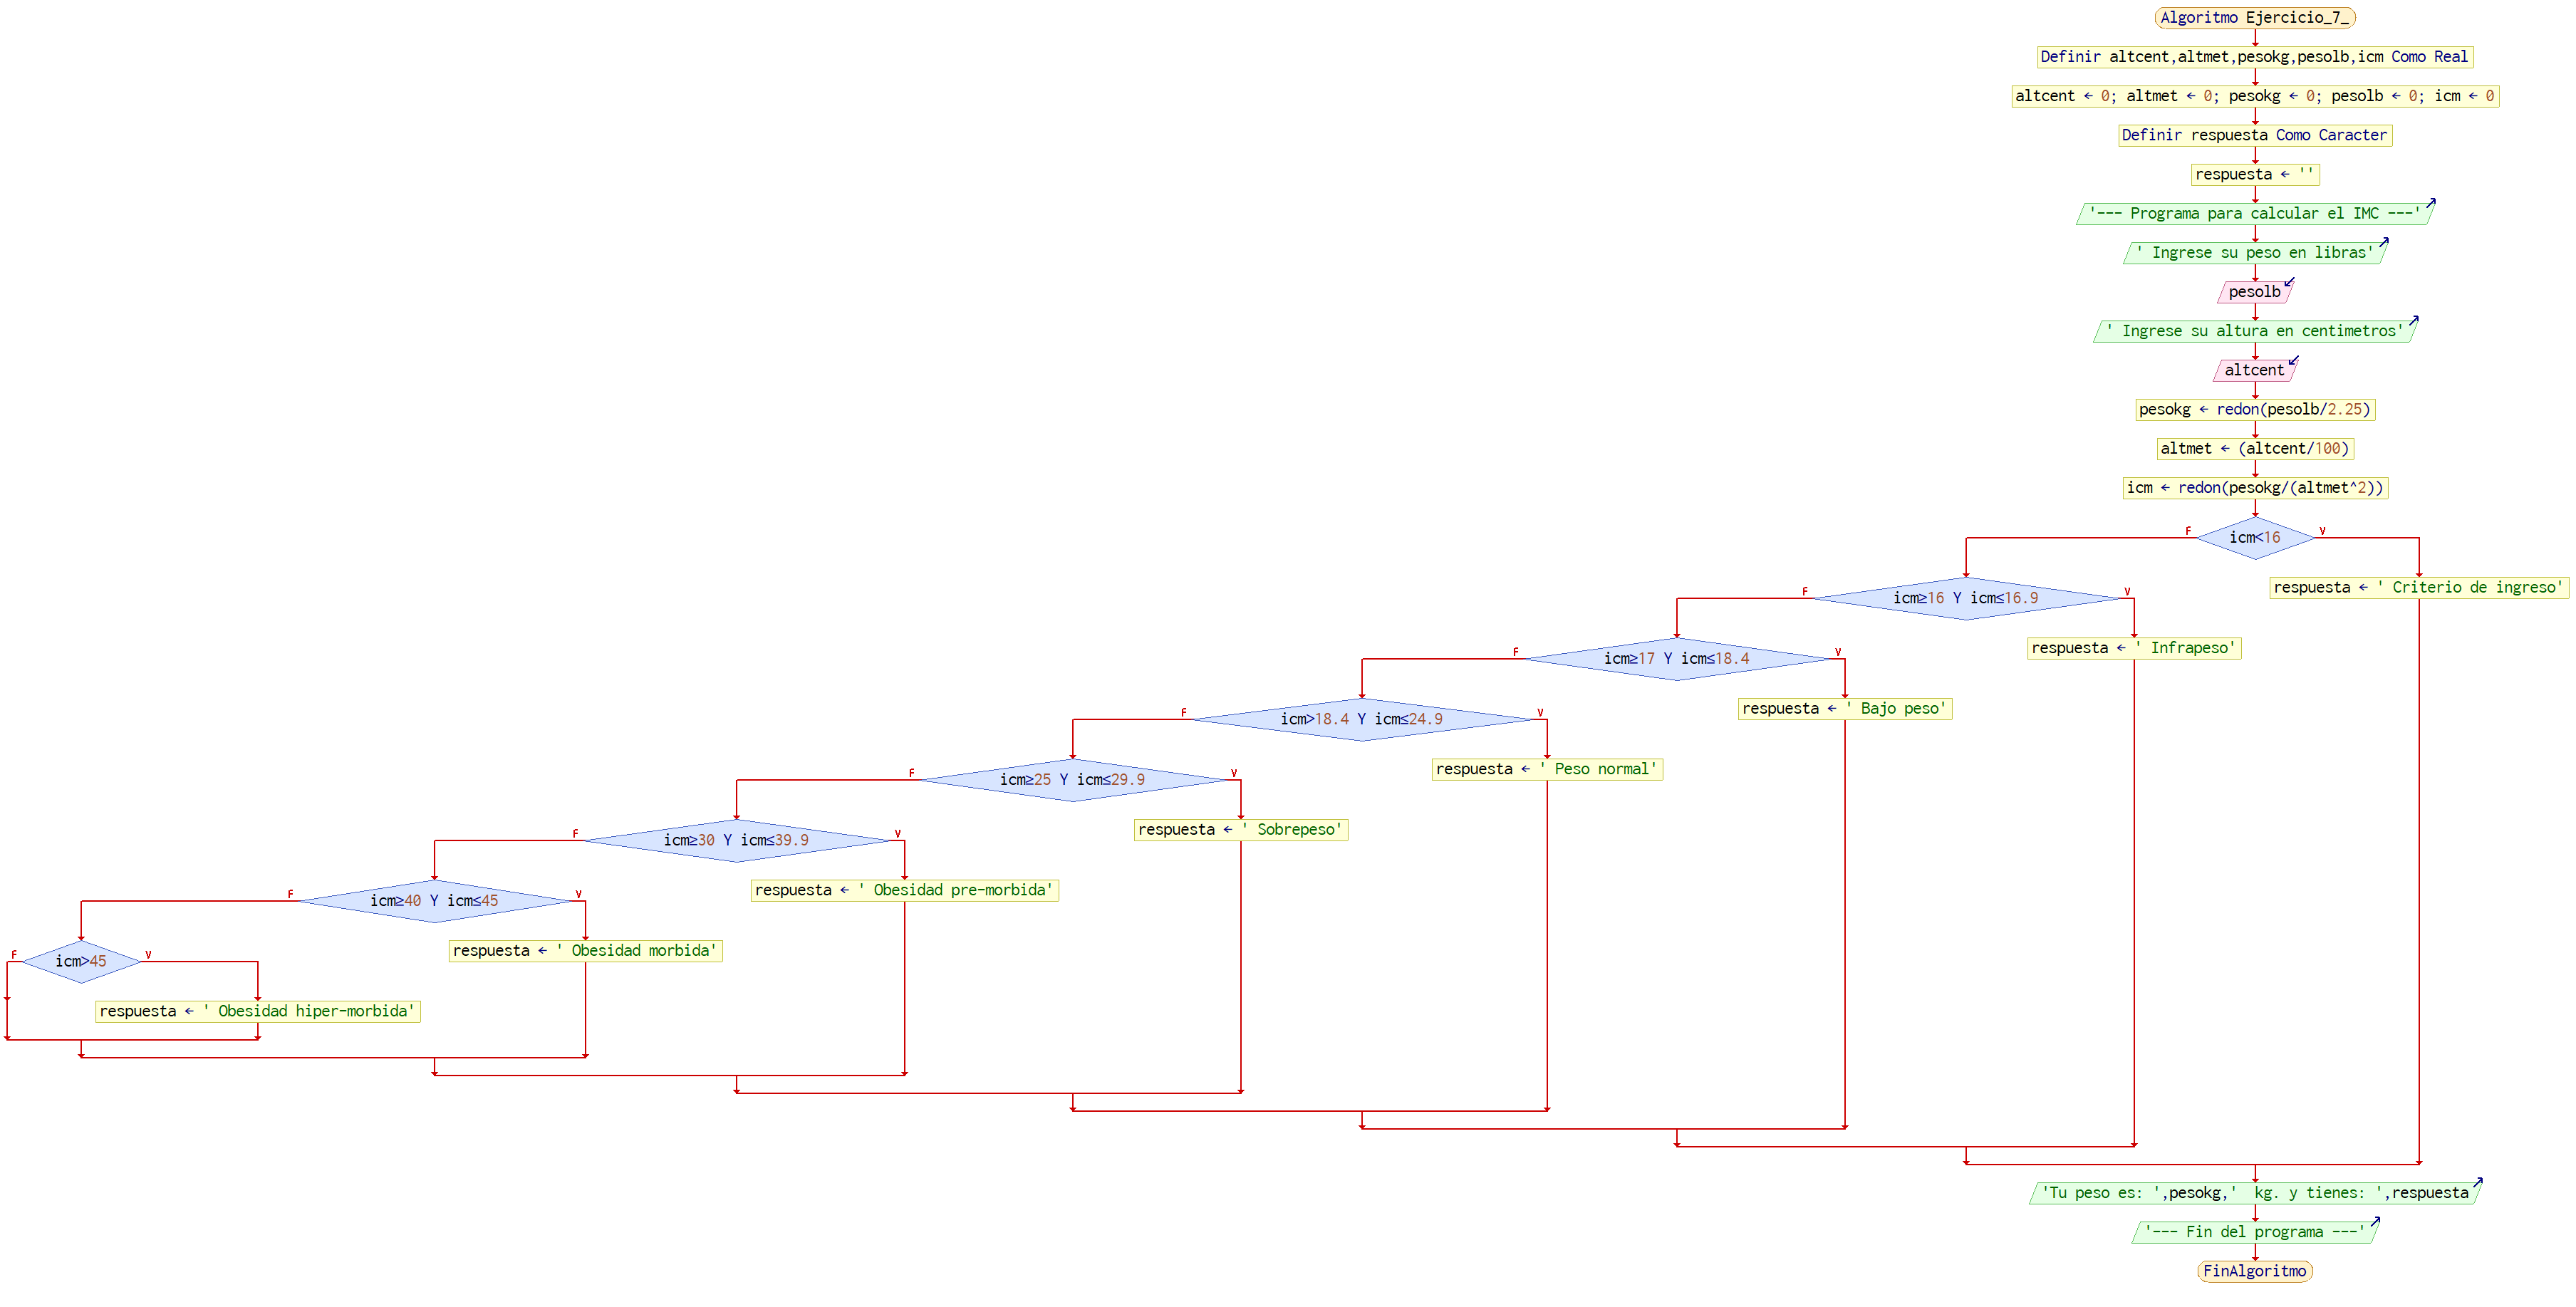 Algoritmo Ejercicio_7_
Definir altcent,altmet,pesokg,pesolb,icm Como Real
altcent ← 0; altmet ← 0; pesokg ← 0; pesolb ← 0; icm ← 0
Definir respuesta Como Caracter
respuesta ← ''
'--- Programa para calcular el IMC ---'
' Ingrese su peso en libras'
pesolb
' Ingrese su altura en centimetros'
altcent
pesokg ← redon(pesolb/2.25)
altmet ← (altcent/100)
icm ← redon(pesokg/(altmet^2))
F
V
icm<16
respuesta ← ' Criterio de ingreso'
F
V
icm≥16 Y icm≤16.9
respuesta ← ' Infrapeso'
F
V
icm≥17 Y icm≤18.4
respuesta ← ' Bajo peso'
F
V
icm>18.4 Y icm≤24.9
respuesta ← ' Peso normal'
F
V
icm≥25 Y icm≤29.9
respuesta ← ' Sobrepeso'
F
V
icm≥30 Y icm≤39.9
respuesta ← ' Obesidad pre-morbida'
F
V
icm≥40 Y icm≤45
respuesta ← ' Obesidad morbida'
F
V
icm>45
respuesta ← ' Obesidad hiper-morbida'
'Tu peso es: ',pesokg,'  kg. y tienes: ',respuesta
'--- Fin del programa ---'
FinAlgoritmo